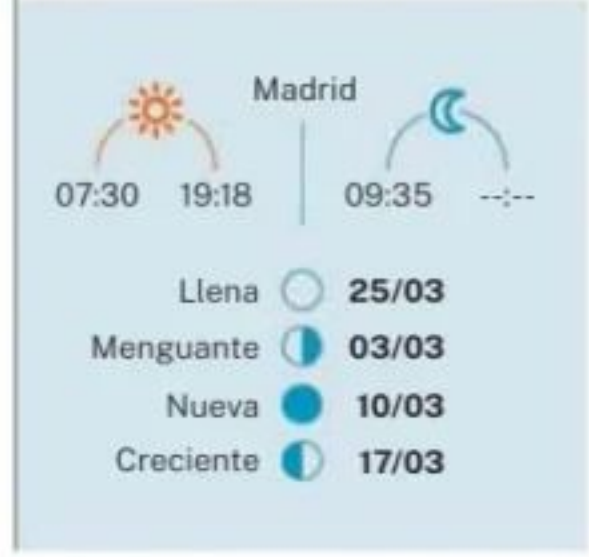 Madrid
07:30 19:18 09:35 --:--
Llena 25/03
Menguante 03/03
Nueva 10/03
Creciente 17/03